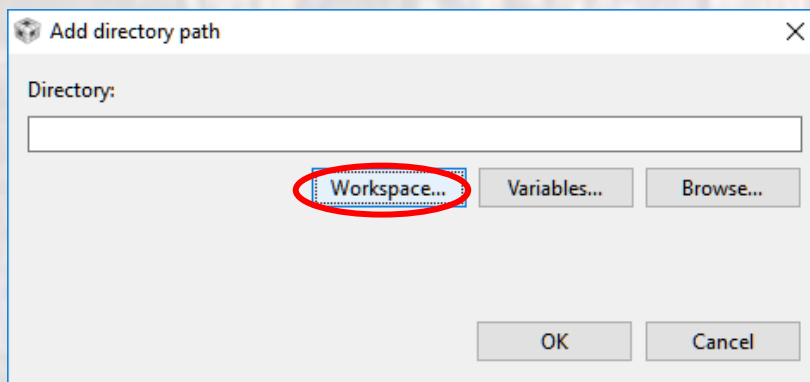 Add directory path
Directory:
Workspace... Variables... Browse...
OK Cancel